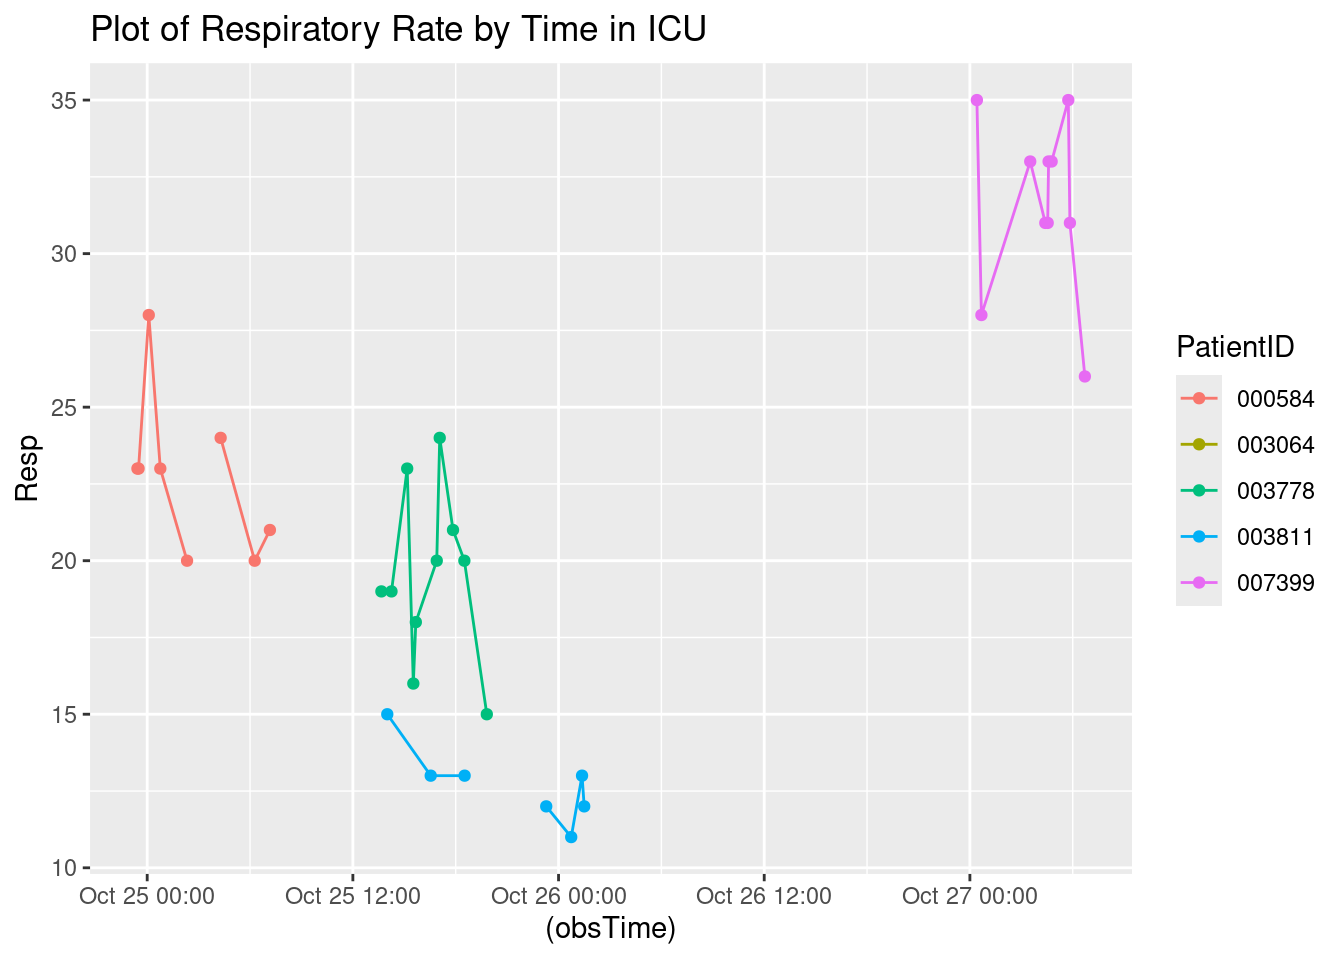 Plot of Respiratory Rate by Time in ICU
35
30
25
20
15
10
Resp
Oct 25 00:00
Oct 25 12:00
Oct 26 00:00
Oct 26 12:00
Oct 27 00:00
(obsTime)
PatientID
000584
003064
003778
003811
007399